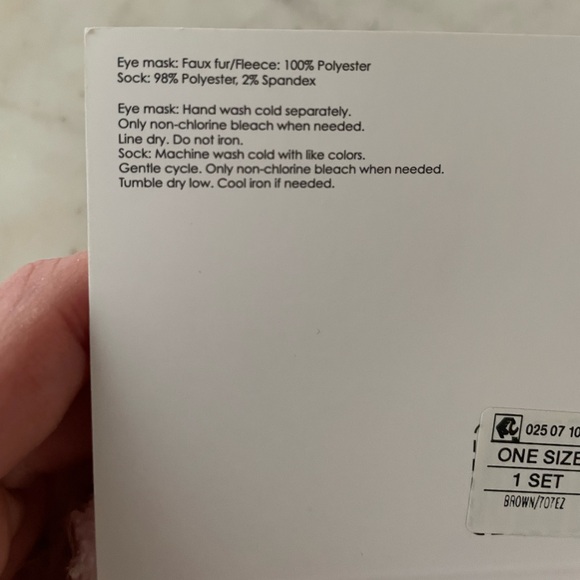 Eye mask: Faux fur/Fleece: 100% Polyester
Sock: 98% Polyester, 2% Spandex
Eye mask: Hand wash cold separately.
Only non-chlorine bleach when needed.
Line dry. Do not iron.
Sock: Machine wash cold with like colors.
Gentle cycle. Only non-chlorine bleach when needed.
Tumble dry low. Cool iron if needed.
025 07 10
ONE SIZE
1 SET
BROWN/707EZ